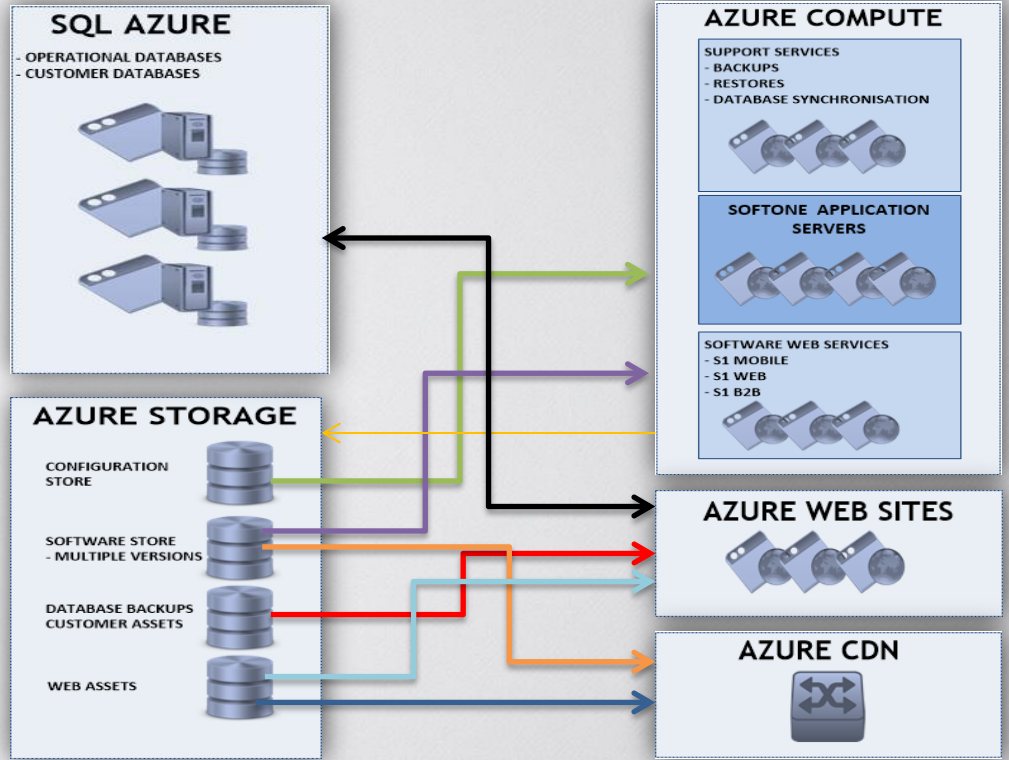 SQL AZURE
- OPERATIONAL DATABASES
- CUSTOMER DATABASES
AZURE STORAGE
CONFIGURATION
STORE
SOFTWARE STORE
- MULTIPLE VERSIONS
DATABASE BACKUPS
CUSTOMER ASSETS
WEB ASSETS
AZURE COMPUTE
SUPPORT SERVICES
- BACKUPS
- RESTORES
- DATABASE SYNCHRONISATION
SOFTONE APPLICATION
SERVERS
SOFTWARE WEB SERVICES
- S1 MOBILE
- S1 WEB
- S1 B2B
AZURE WEB SITES
AZURE CDN